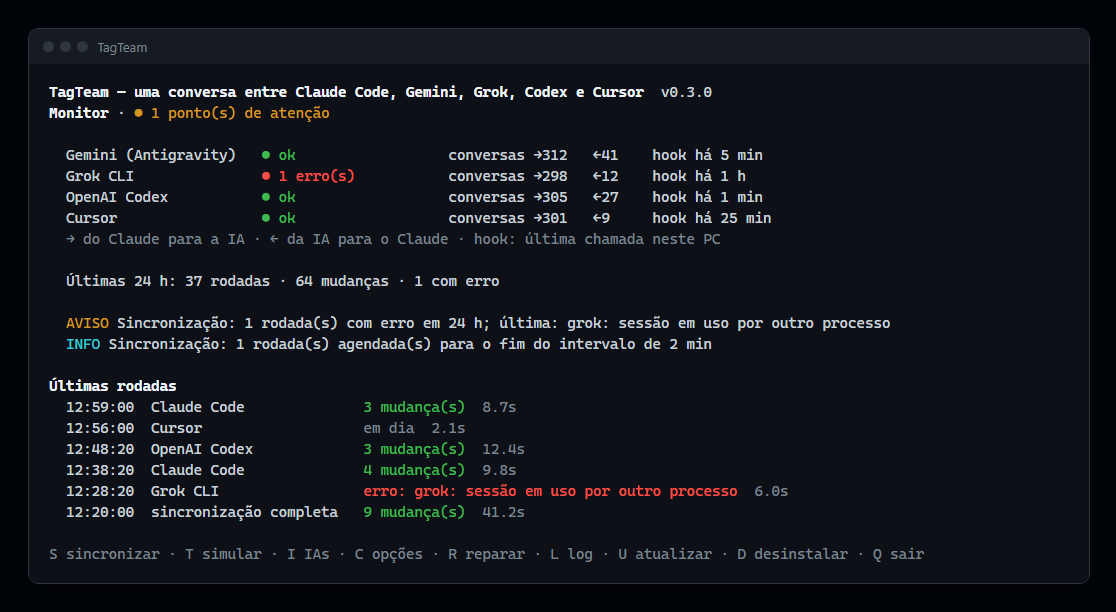 TagTeam
TagTeam — uma conversa entre Claude Code, Gemini, Grok, Codex e Cursor v0.3.0
Monitor · ● 1 ponto(s) de atenção
Gemini (Antigravity) ● ok conversas →312 ←41 hook há 5 min
Grok CLI ● 1 erro(s) conversas →298 ←12 hook há 1 h
OpenAI Codex ● ok conversas →305 ←27 hook há 1 min
Cursor ● ok conversas →301 ←9 hook há 25 min
→ do Claude para a IA · ← da IA para o Claude · hook: última chamada neste PC
Últimas 24 h: 37 rodadas · 64 mudanças · 1 com erro
AVISO Sincronização: 1 rodada(s) com erro em 24 h; última: grok: sessão em uso por outro processo
INFO Sincronização: 1 rodada(s) agendada(s) para o fim do intervalo de 2 min
Últimas rodadas
12:59:00 Claude Code 3 mudança(s) 8.7s
12:56:00 Cursor em dia 2.1s
12:48:20 OpenAI Codex 3 mudança(s) 12.4s
12:38:20 Claude Code 4 mudança(s) 9.8s
12:28:20 Grok CLI erro: grok: sessão em uso por outro processo 6.0s
12:20:00 sincronização completa 9 mudança(s) 41.2s
S sincronizar · T simular · I IAs · C opções · R reparar · L log · U atualizar · D desinstalar · Q sair